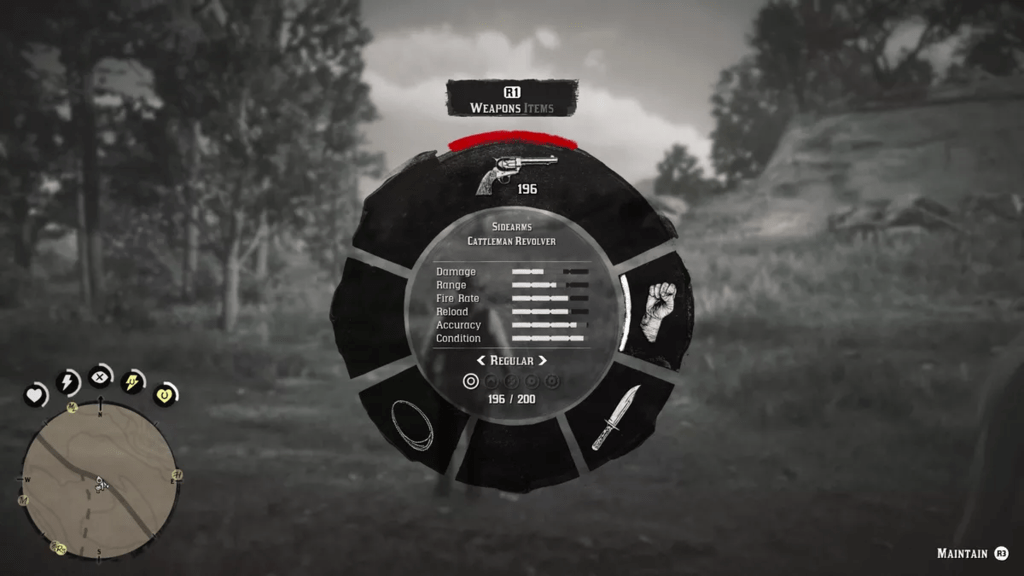 R1
WEAPONS ITEMS
196
SIDEARMS
CATTLEMAN REVOLVER
Damage
Range
Fire Rate
Reload
Accuracy
Condition
REGULAR
196 / 200
N
W
S
MAINTAIN R3